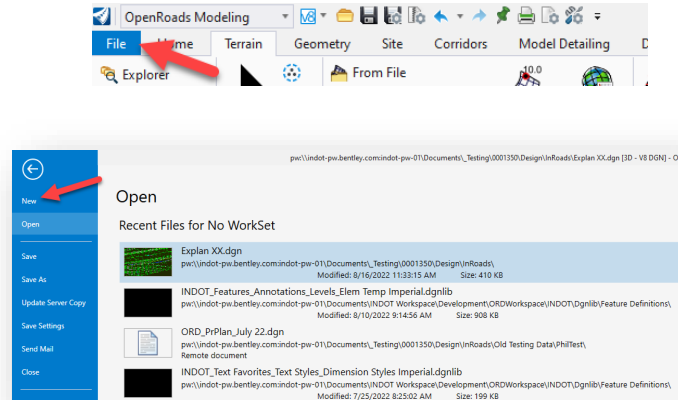 OpenRoads Modeling
File Home Terrain Geometry Site Corridors Model Detailing D
Explorer
From File
10.0
pw:\\indot-pw.bentley.com:indot-pw-01\Documents\_Testing\0001350\Design\InRoads\Explan XX.dgn [3D - V8 DGN] - O
New
Open
Open
Recent Files for No WorkSet
Save
Save As
Update Server Copy
Save Settings
Send Mail
Close
Explan XX.dgn
pw:\\indot-pw.bentley.com:indot-pw-01\Documents\_Testing\0001350\Design\InRoads\
Modified: 8/16/2022 11:33:15 AM Size: 410 KB
INDOT_Features_Annotations_Levels_Elem Temp Imperial.dgnlib
pw:\\indot-pw.bentley.com:indot-pw-01\Documents\INDOT Workspace\Development\ORDWorkspace\INDOT\Dgnlib\Feature Definitions\
Modified: 8/10/2022 9:14:56 AM Size: 908 KB
ORD_PrPlan_July 22.dgn
pw:\\indot-pw.bentley.com:indot-pw-01\Documents\_Testing\0001350\Design\InRoads\Old Testing Data\PhilTest\
Remote document
INDOT_Text Favorites_Text Styles_Dimension Styles Imperial.dgnlib
pw:\\indot-pw.bentley.com:indot-pw-01\Documents\INDOT Workspace\Development\ORDWorkspace\INDOT\Dgnlib\Feature Definitions\
Modified: 7/25/2022 8:25:02 AM Size: 199 KB